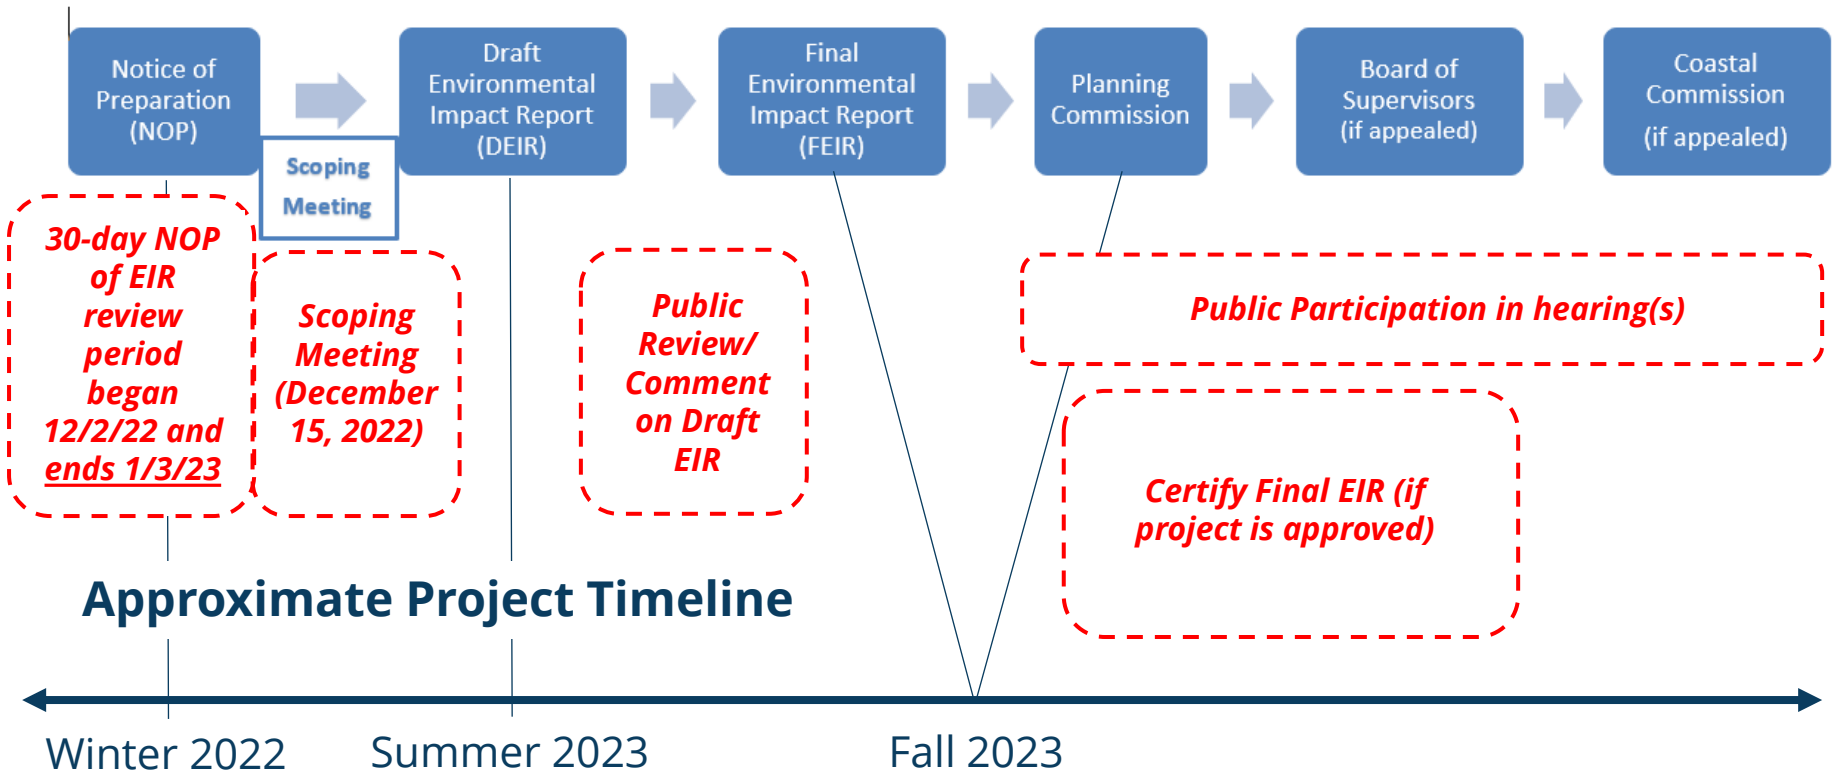 Notice of
Preparation
(NOP)
Scoping
Meeting
Draft
Environmental
Impact Report
(DEIR)
Final
Environmental
Impact Report
(FEIR)
Planning
Commission
Board of
Supervisors
(if appealed)
Coastal
Commission
(if appealed)
30-day NOP
of EIR
review
period
began
12/2/22 and
ends 1/3/23
Scoping
Meeting
(December
15, 2022)
Public
Review/
Comment
on Draft
EIR
Public Participation in hearing(s)
Certify Final EIR (if
project is approved)
Approximate Project Timeline
Winter 2022
Summer 2023
Fall 2023